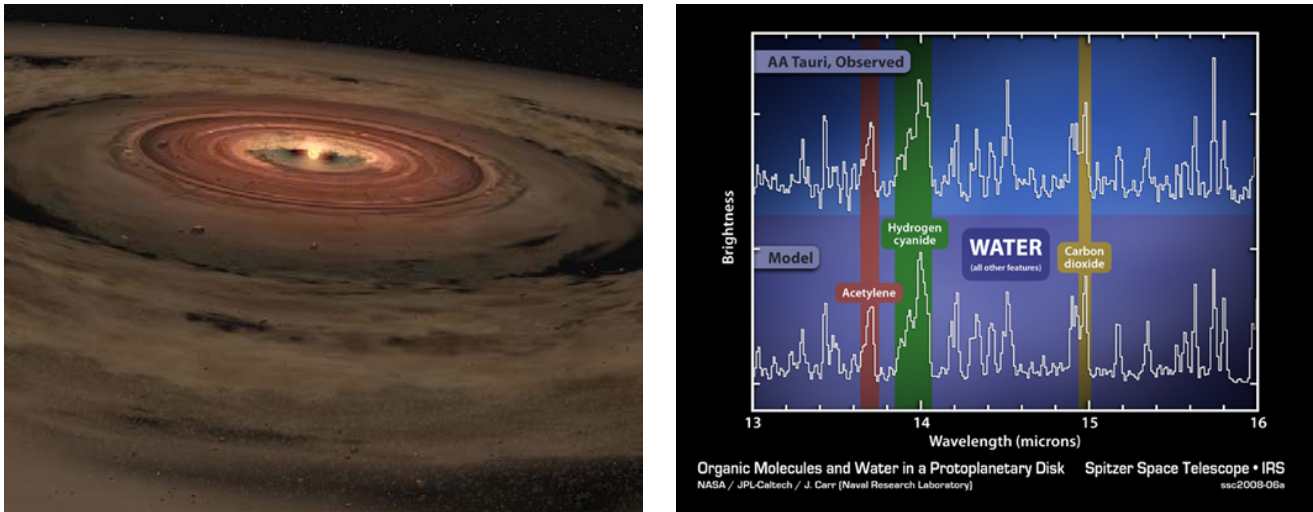 AA Tauri, Observed
Brightness
Hydrogen
cyanide
WATER
(all other features)
Carbon
dioxide
Model
Acetylene
13 14 15 16
Wavelength (microns)
Organic Molecules and Water in a Protoplanetary Disk Spitzer Space Telescope • IRS
NASA / JPL-Caltech / J. Carr (Naval Research Laboratory) ssc2008-06a